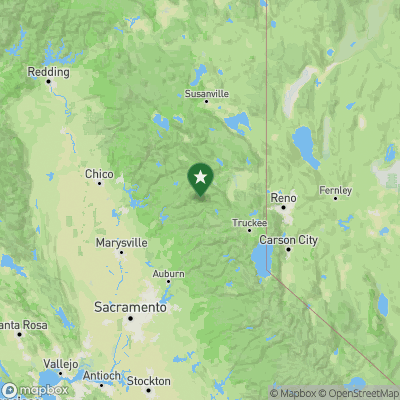 Redding
Susanville
Chico
Fernley
Reno
Truckee
Carson City
Marysville
Auburn
Sacramento
anta Rosa
Vallejo
Antioch
Stockton
mapbox
© Mapbox © OpenStreetMap